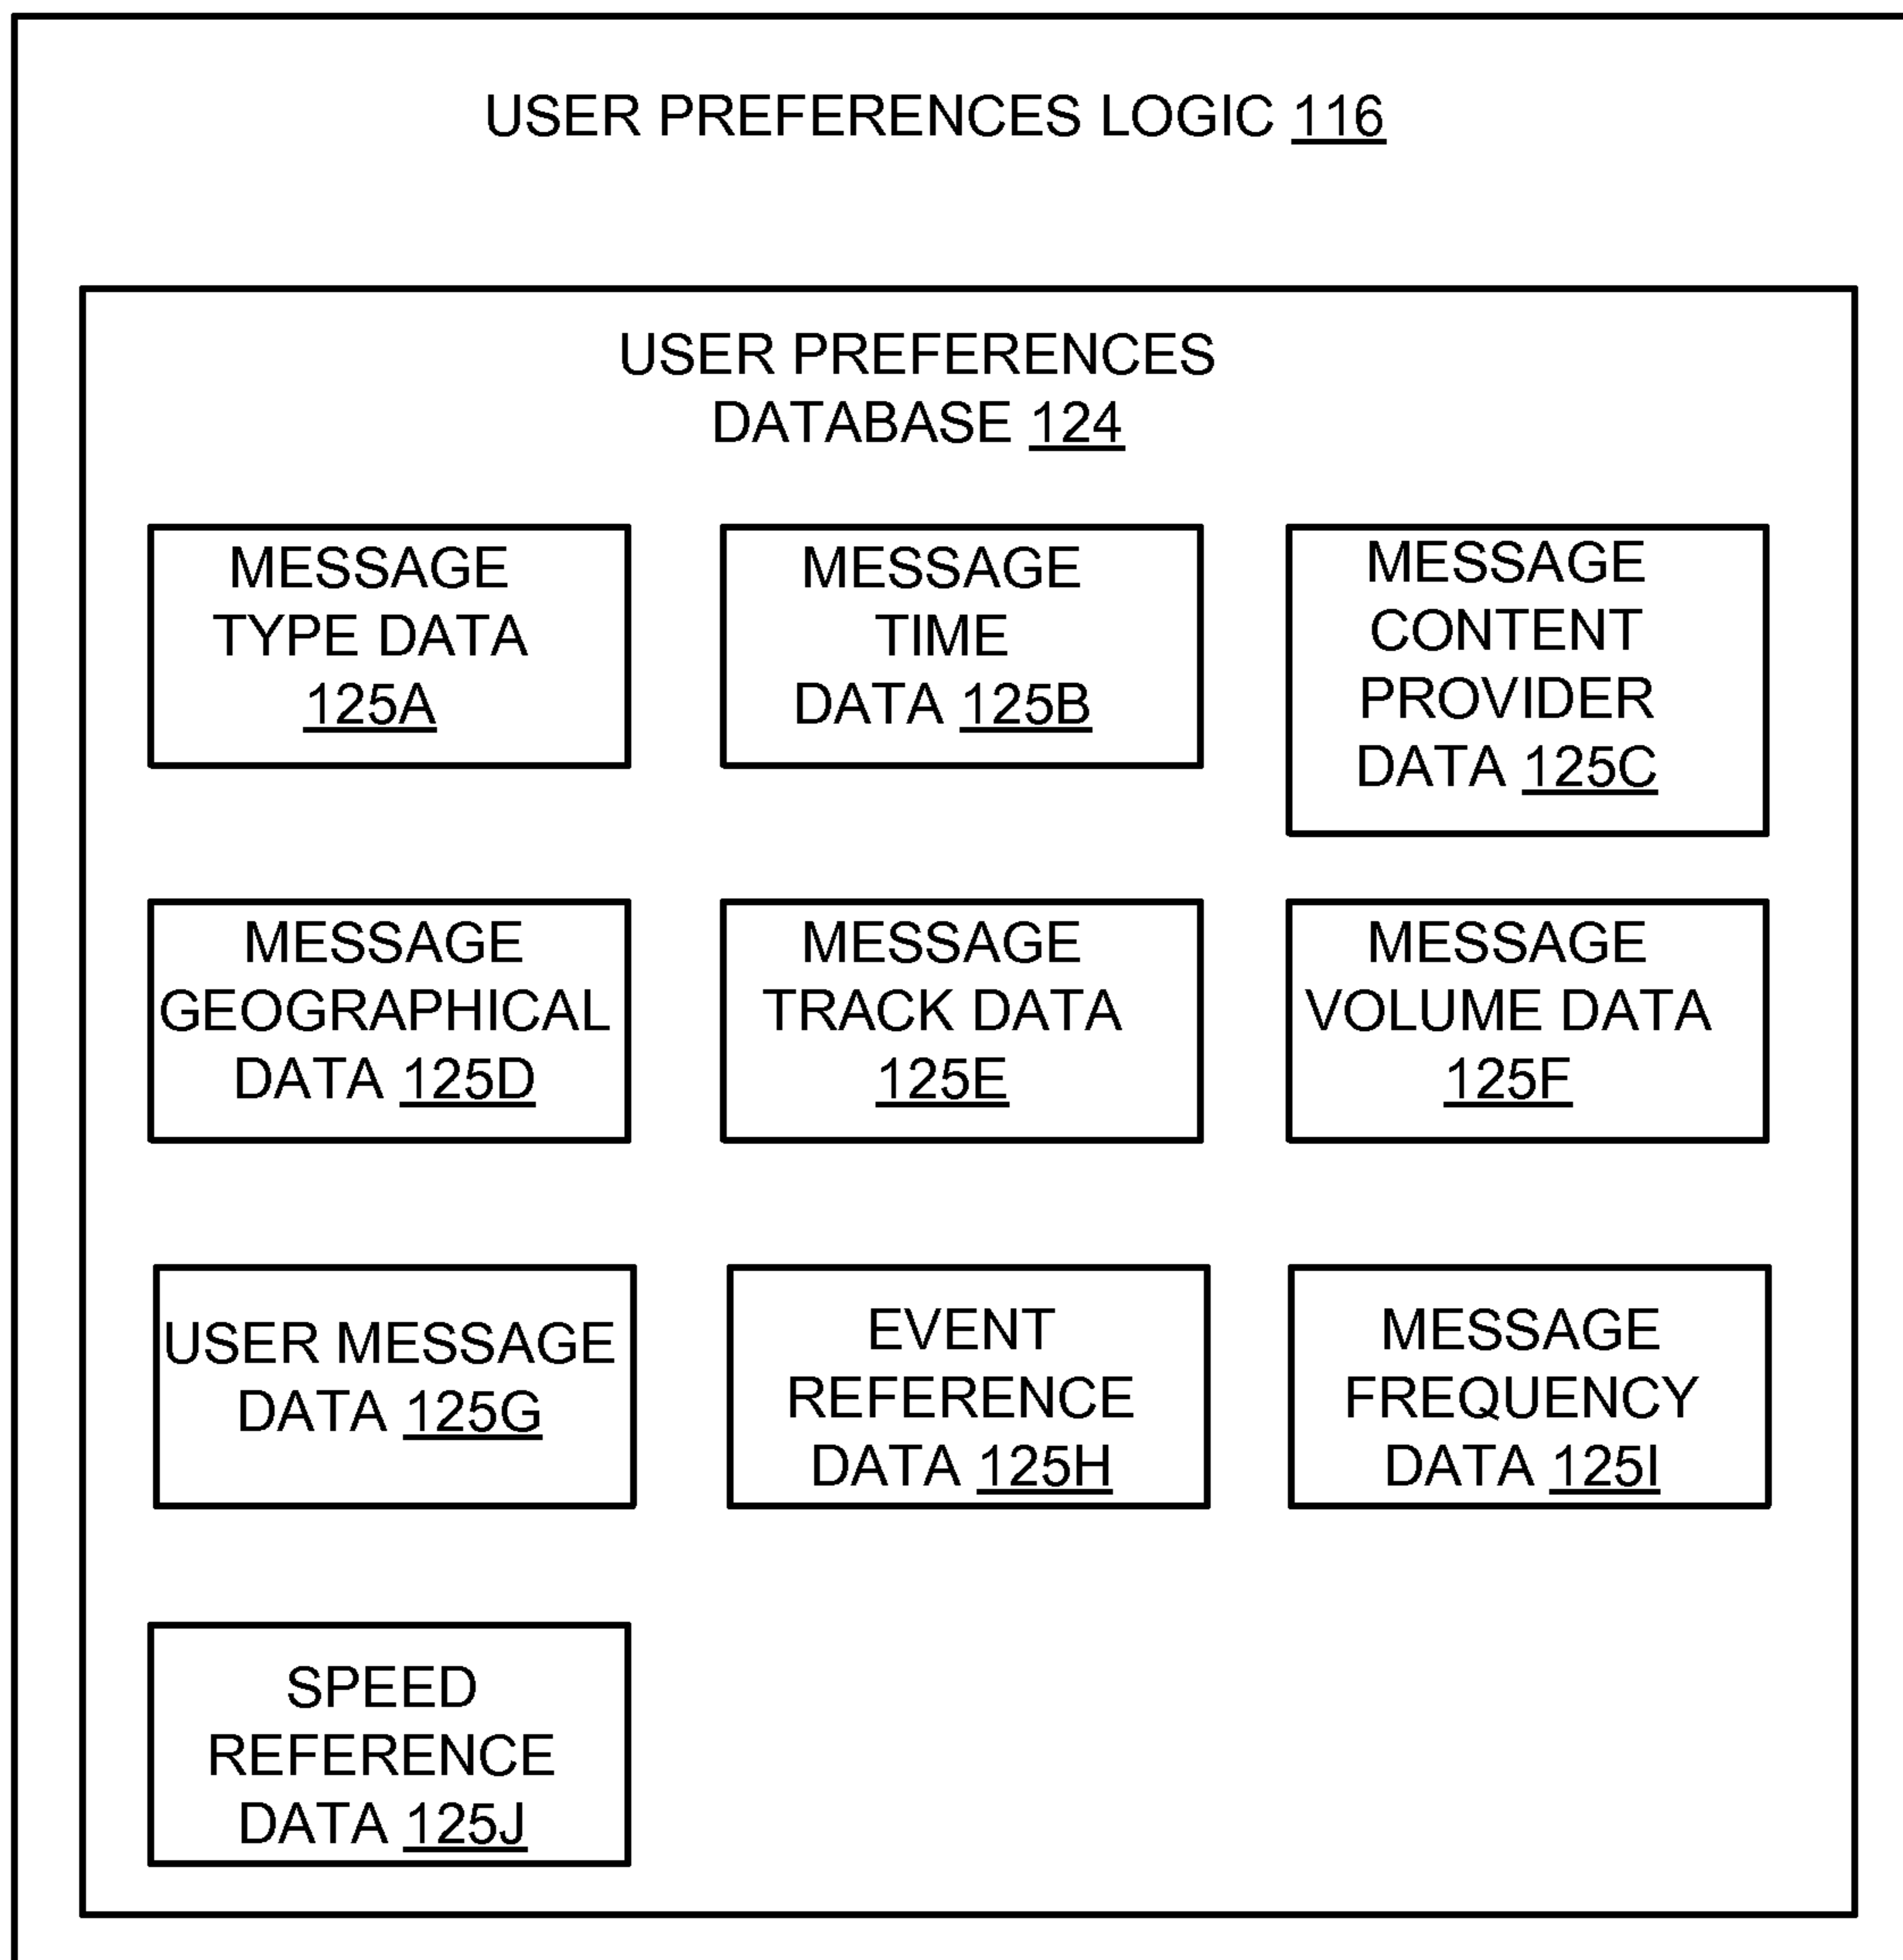 USER PREFERENCES LOGIC 116
USER PREFERENCES
DATABASE 124
MESSAGE
TYPE DATA
125A
MESSAGE
TIME
DATA 125B
MESSAGE
CONTENT
PROVIDER
DATA 125C
MESSAGE
GEOGRAPHICAL
DATA 125D
MESSAGE
TRACK DATA
125E
MESSAGE
VOLUME DATA
125F
USER MESSAGE
DATA 125G
EVENT
REFERENCE
DATA 125H
MESSAGE
FREQUENCY
DATA 125I
SPEED
REFERENCE
DATA 125J